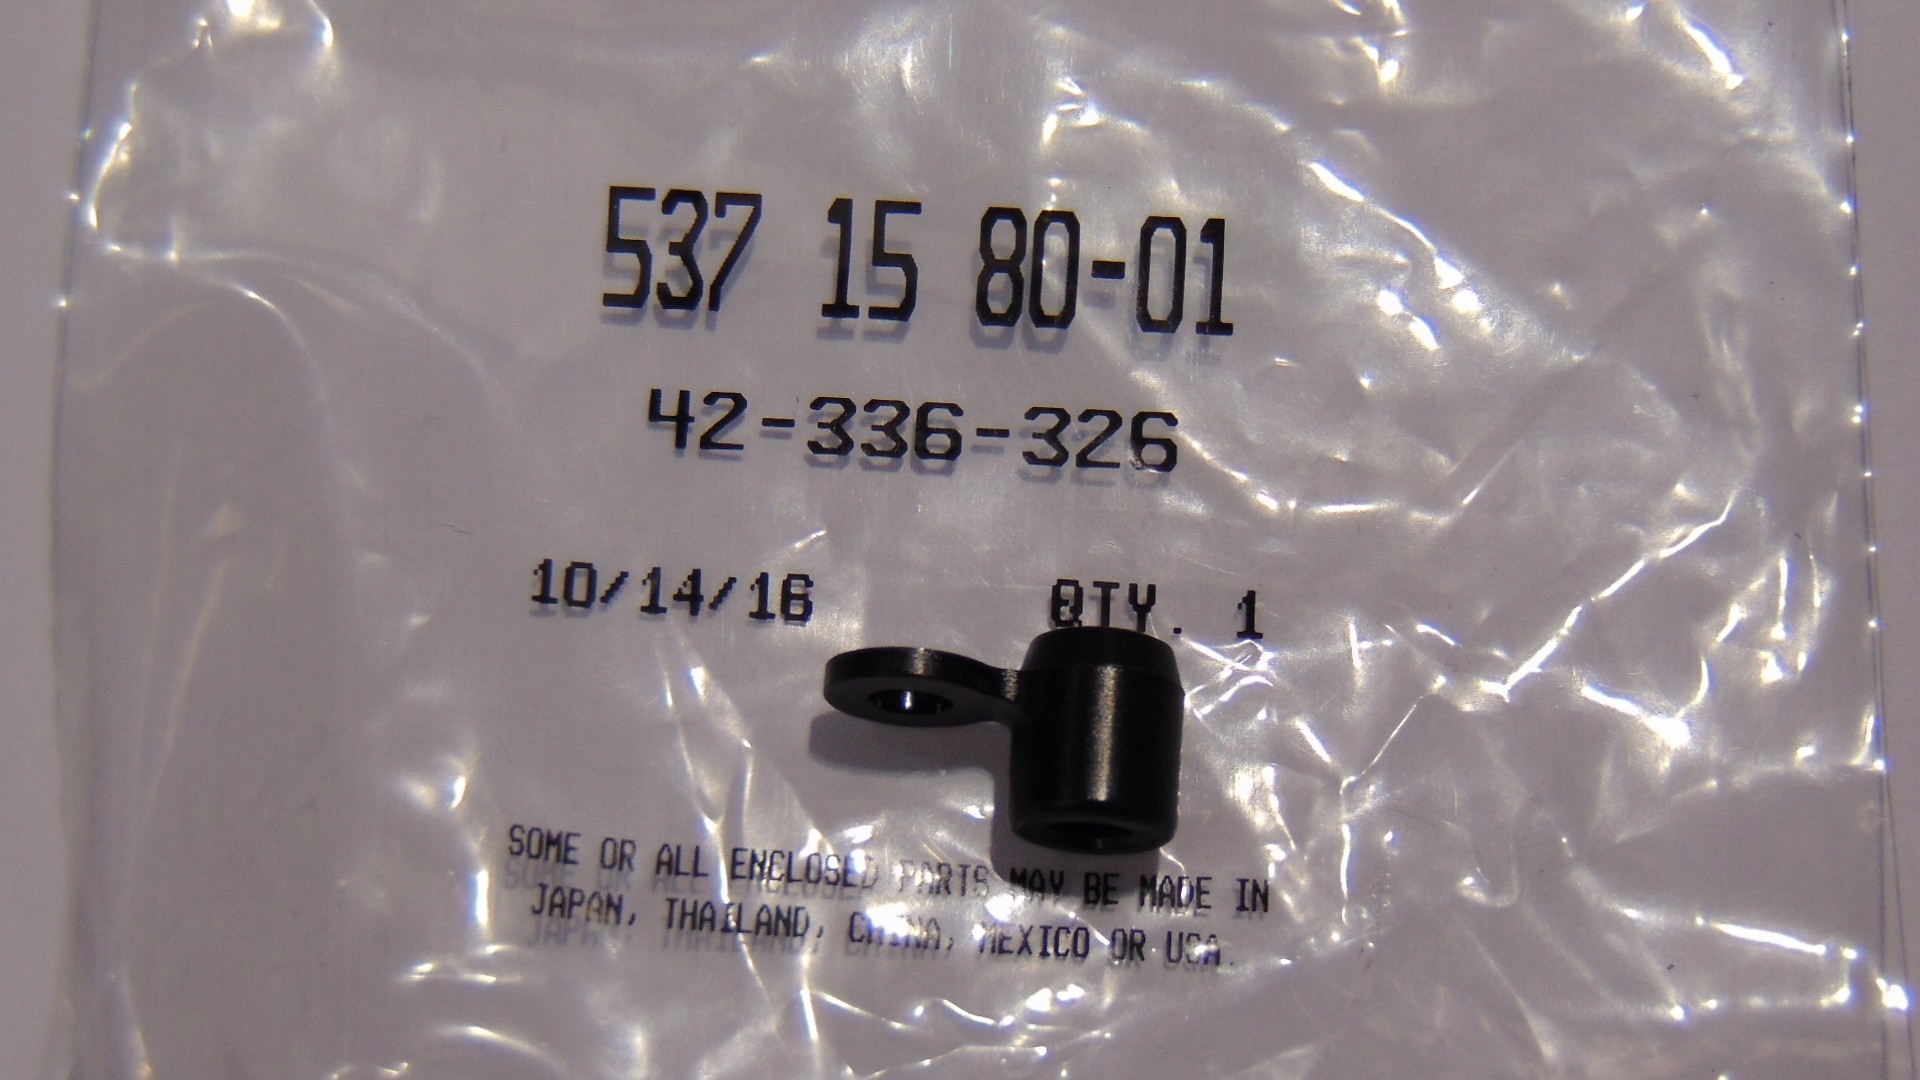 537 15 80-01
42-336-326
10/14/16 QTY. 1
SOME OR ALL ENCLOSED PARTS MAY BE MADE IN
JAPAN, THAILAND, CHINA, MEXICO OR USA.